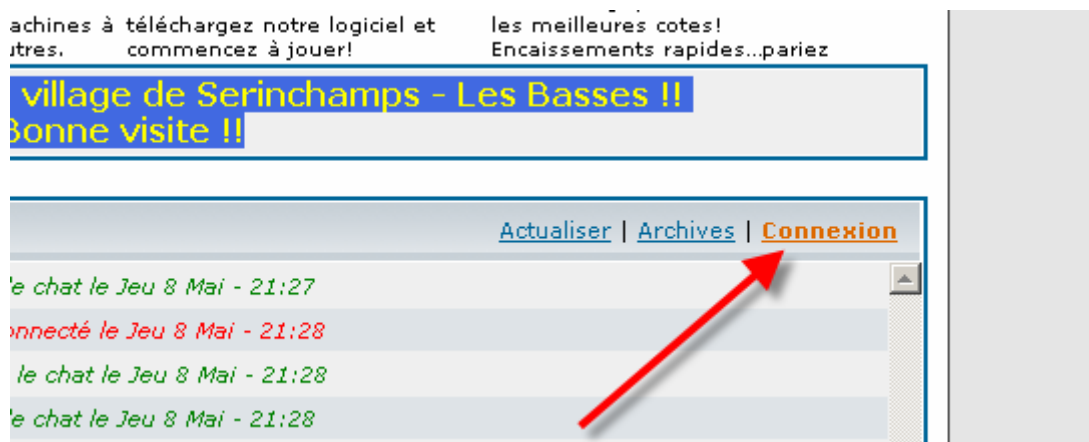 achines à téléchargez notre logiciel et les meilleures cotes!
utres. commencez à jouer! Encaissements rapides...pariez
village de Serinchamps - Les Basses !!
Bonne visite !!
Actualiser | Archives | Connexion
le chat le Jeu 8 Mai - 21:27
onnecté le Jeu 8 Mai - 21:28
le chat le Jeu 8 Mai - 21:28
le chat le Jeu 8 Mai - 21:28